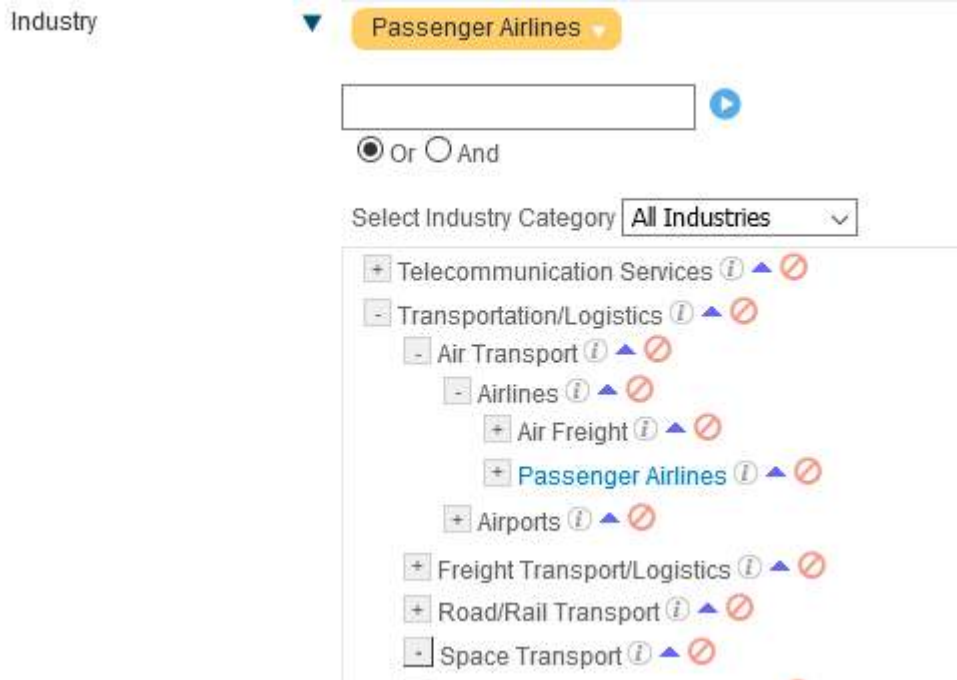 Industry Passenger Airlines
Or And
Select Industry Category All Industries
+ Telecommunication Services i
- Transportation/Logistics i
- Air Transport i
- Airlines i
+ Air Freight i
+ Passenger Airlines i
+ Airports i
+ Freight Transport/Logistics i
+ Road/Rail Transport i
- Space Transport i